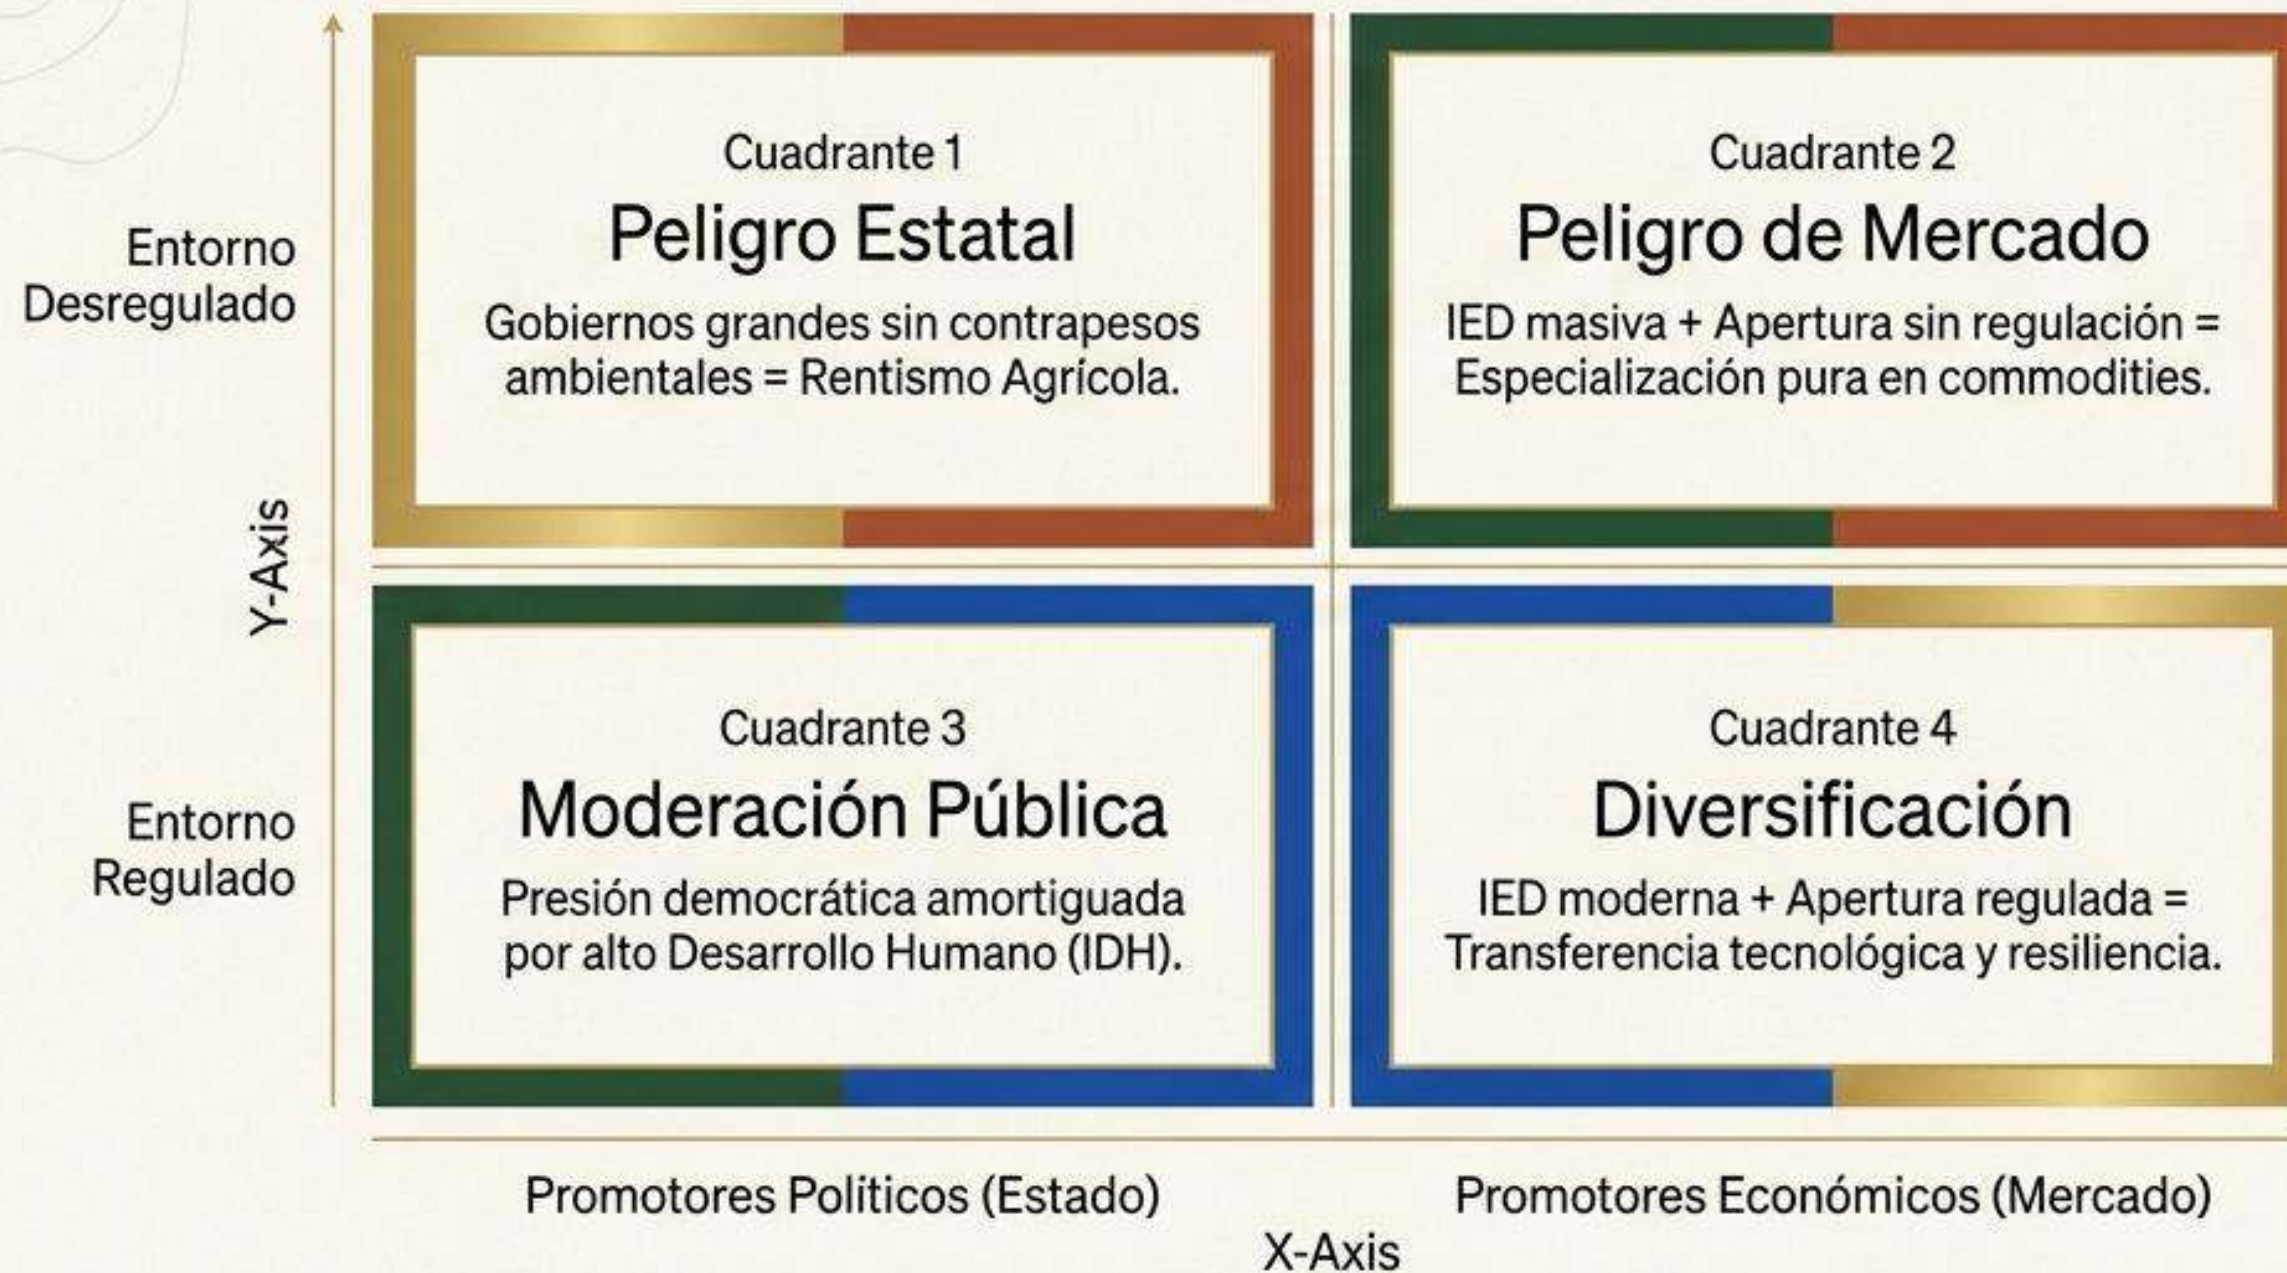 Cuadrante 1
Peligro Estatal
Gobiernos grandes sin contrapesos
ambientales = Rentismo Agrícola.
Cuadrante 2
Peligro de Mercado
IED masiva + Apertura sin regulación =
Especialización pura en commodities.
Entorno
Desregulado
Y-Axis
Entorno
Regulado
Cuadrante 3
Moderación Pública
Presión democrática amortiguada
por alto Desarrollo Humano (IDH).
Cuadrante 4
Diversificación
IED moderna + Apertura regulada =
Transferencia tecnológica y resiliencia.
Promotores Politicos (Estado)
Promotores Económicos (Mercado)
X-Axis